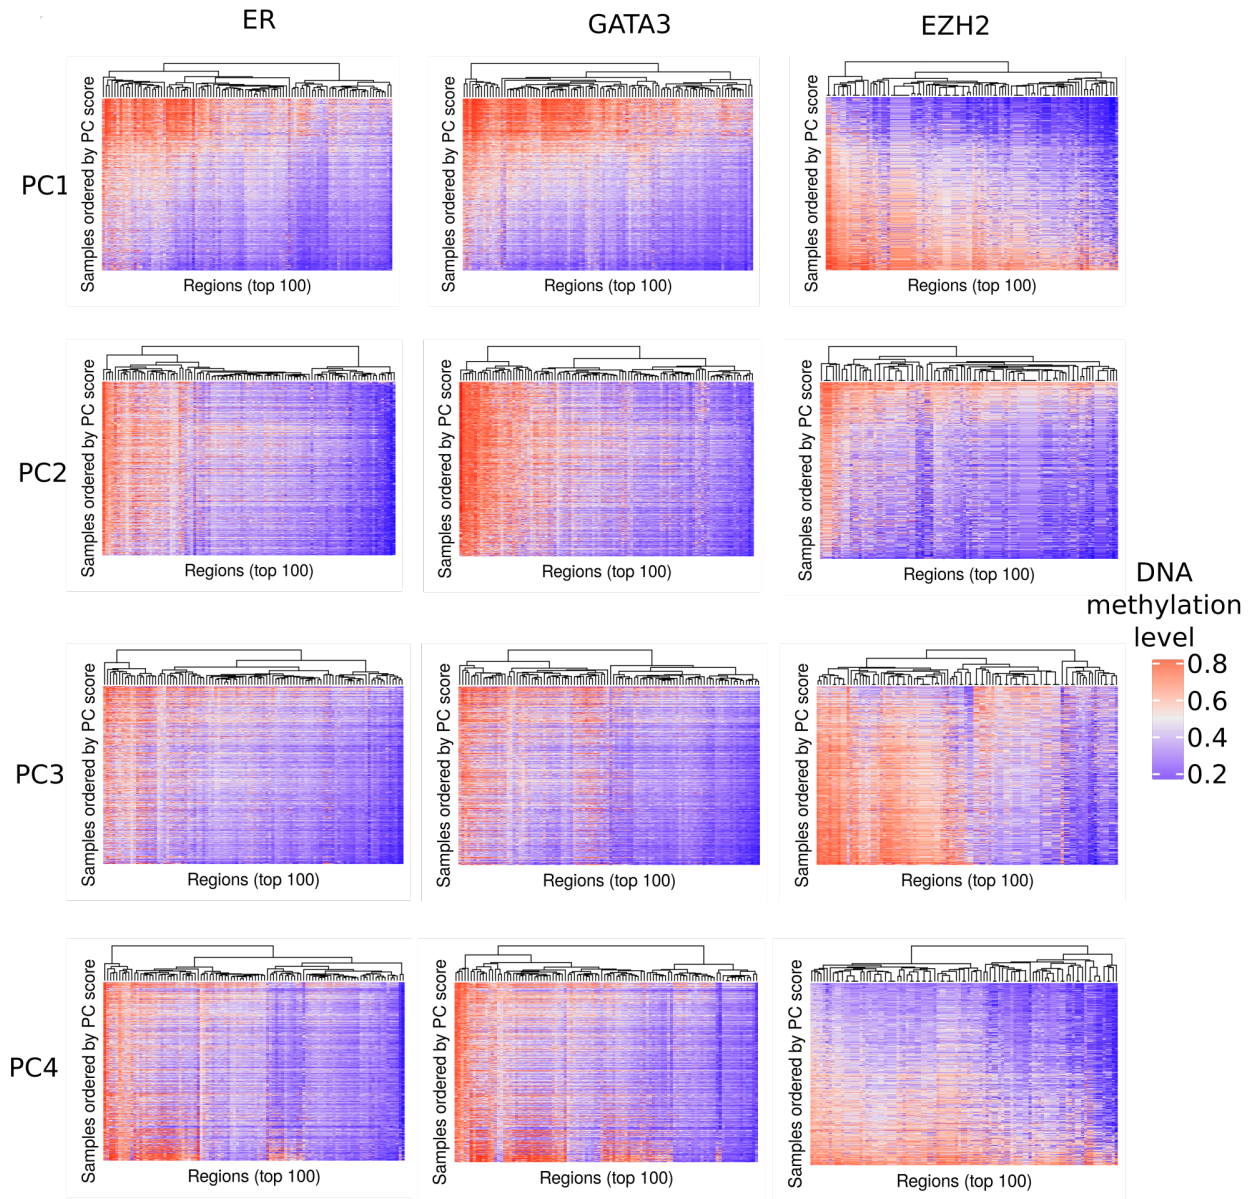 ER
GATA3
EZH2
PC1
Samples ordered by PC score
Regions (top 100)
Samples ordered by PC score
Regions (top 100)
Samples ordered by PC score
Regions (top 100)
PC2
Samples ordered by PC score
Regions (top 100)
Samples ordered by PC score
Regions (top 100)
Samples ordered by PC score
Regions (top 100)
DNA
methylation
level
0.8
0.6
0.4
0.2
PC3
Samples ordered by PC score
Regions (top 100)
Samples ordered by PC score
Regions (top 100)
Samples ordered by PC score
Regions (top 100)
PC4
Samples ordered by PC score
Regions (top 100)
Samples ordered by PC score
Regions (top 100)
Samples ordered by PC score
Regions (top 100)